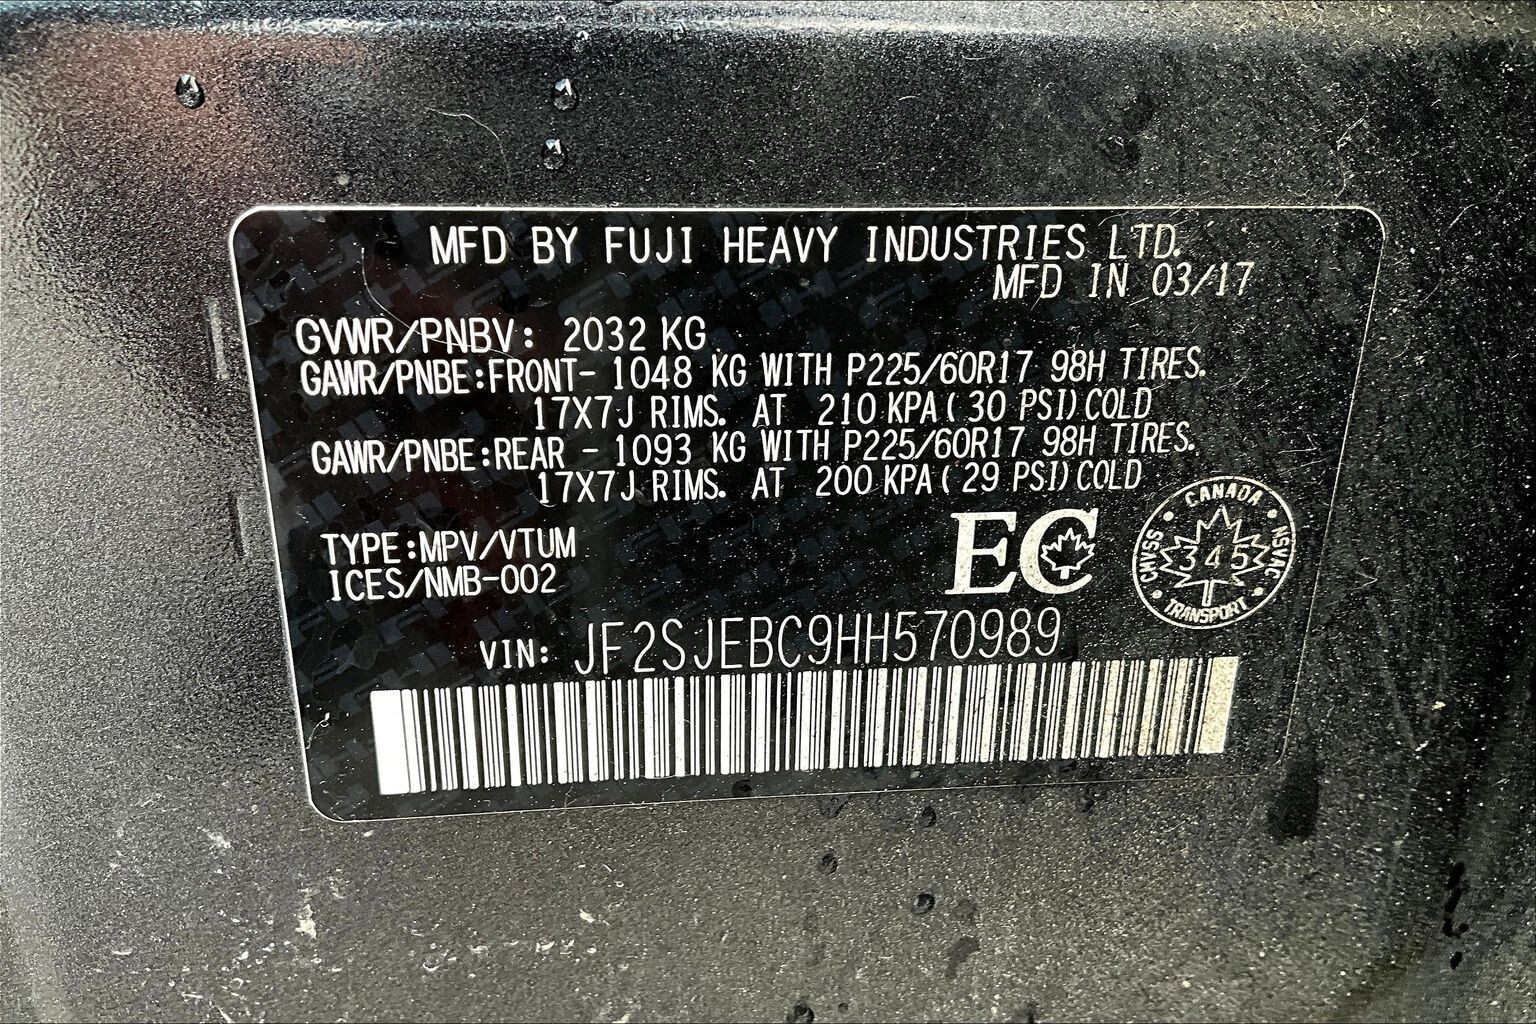 MFD BY FUJI HEAVY INDUSTRIES LTD.
MFD IN 03/17
GVWR/PNBV: 2032 KG
GAWR/PNBE:FRONT- 1048 KG WITH P225/60R17 98H TIRES.
17X7J RIMS. AT 210 KPA (30 PSI) COLD
GAWR/PNBE:REAR - 1093 KG WITH P225/60R17 98H TIRES.
17X7J RIMS. AT 200 KPA (29 PSI) COLD
TYPE:MPV/VTUM
ICES/NMB-002
EC
CANADA
CMVSS
345
NSVAC
TRANSPORT
VIN: JF2SJEBC9HH570989